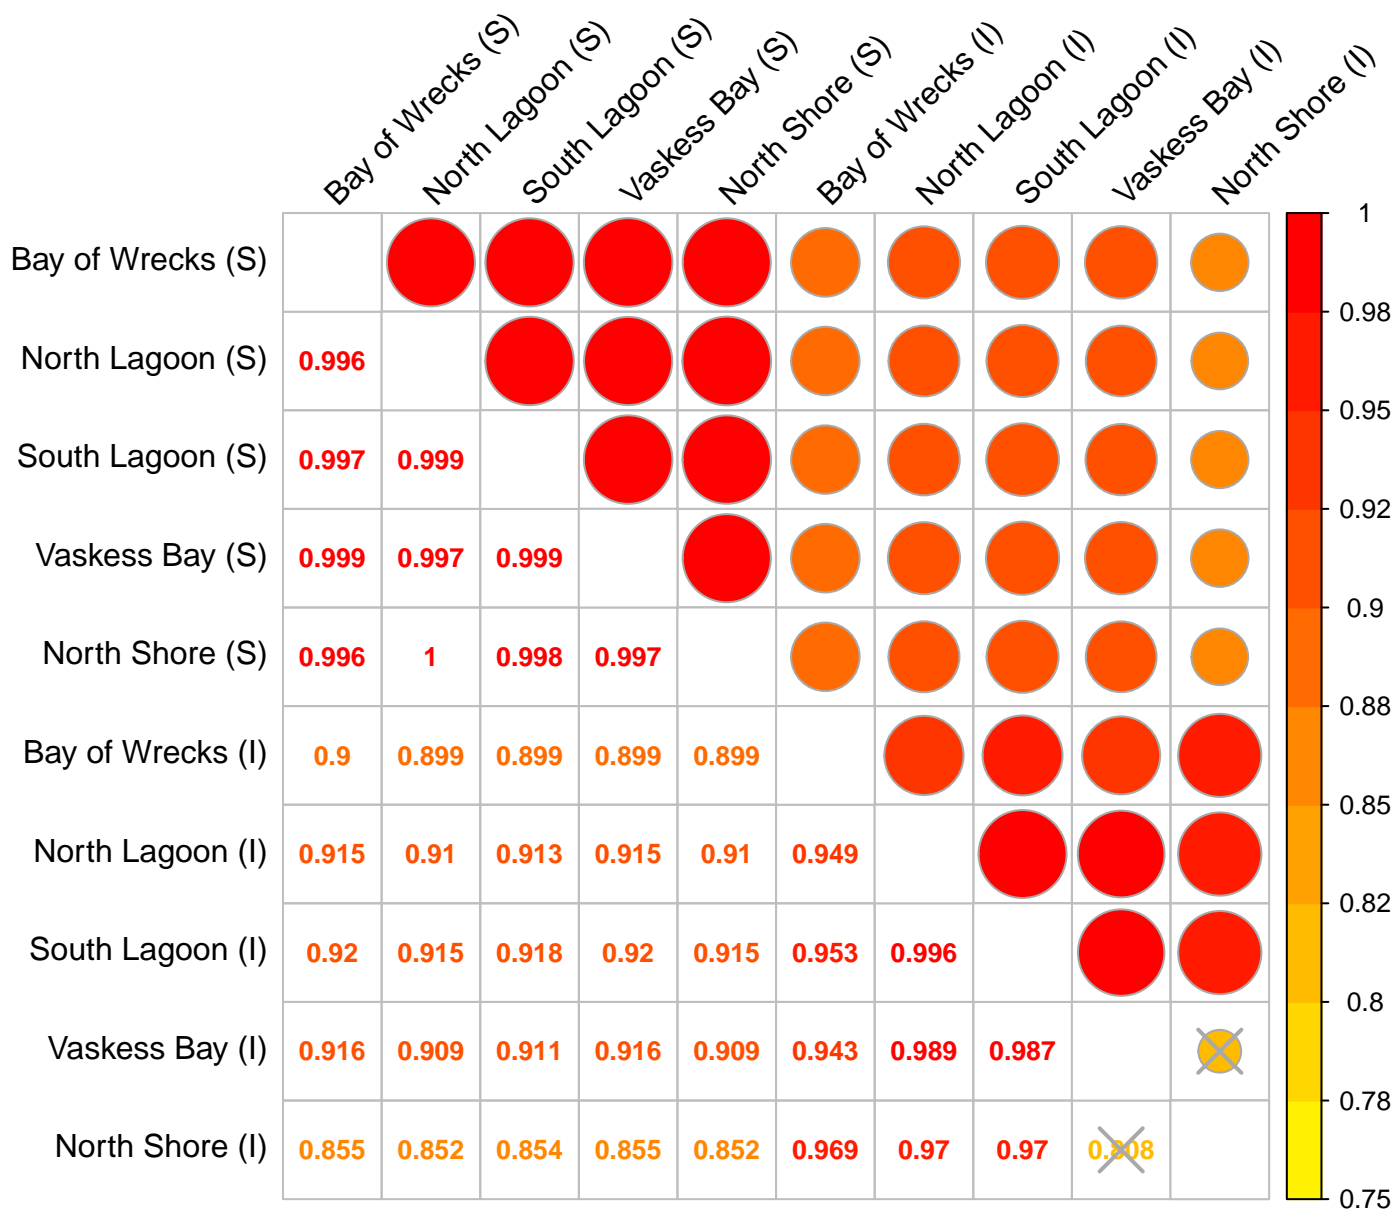 Bay of Wrecks (S)
North Lagoon (S)
South Lagoon (S)
Vaskess Bay (S)
North Shore (S)
Bay of Wrecks (I)
North Lagoon (I)
South Lagoon (I)
Vaskess Bay (I)
North Shore (I)
Bay of Wrecks (S)
North Lagoon (S) 0.996
South Lagoon (S) 0.997 0.999
Vaskess Bay (S) 0.999 0.997 0.999
North Shore (S) 0.996 1 0.998 0.997
Bay of Wrecks (I) 0.9 0.899 0.899 0.899 0.899
North Lagoon (I) 0.915 0.91 0.913 0.915 0.91 0.949
South Lagoon (I) 0.92 0.915 0.918 0.92 0.915 0.953 0.996
Vaskess Bay (I) 0.916 0.909 0.911 0.916 0.909 0.943 0.989 0.987
North Shore (I) 0.855 0.852 0.854 0.855 0.852 0.969 0.97 0.97 0.808
1
0.98
0.95
0.92
0.9
0.88
0.85
0.82
0.8
0.78
0.75